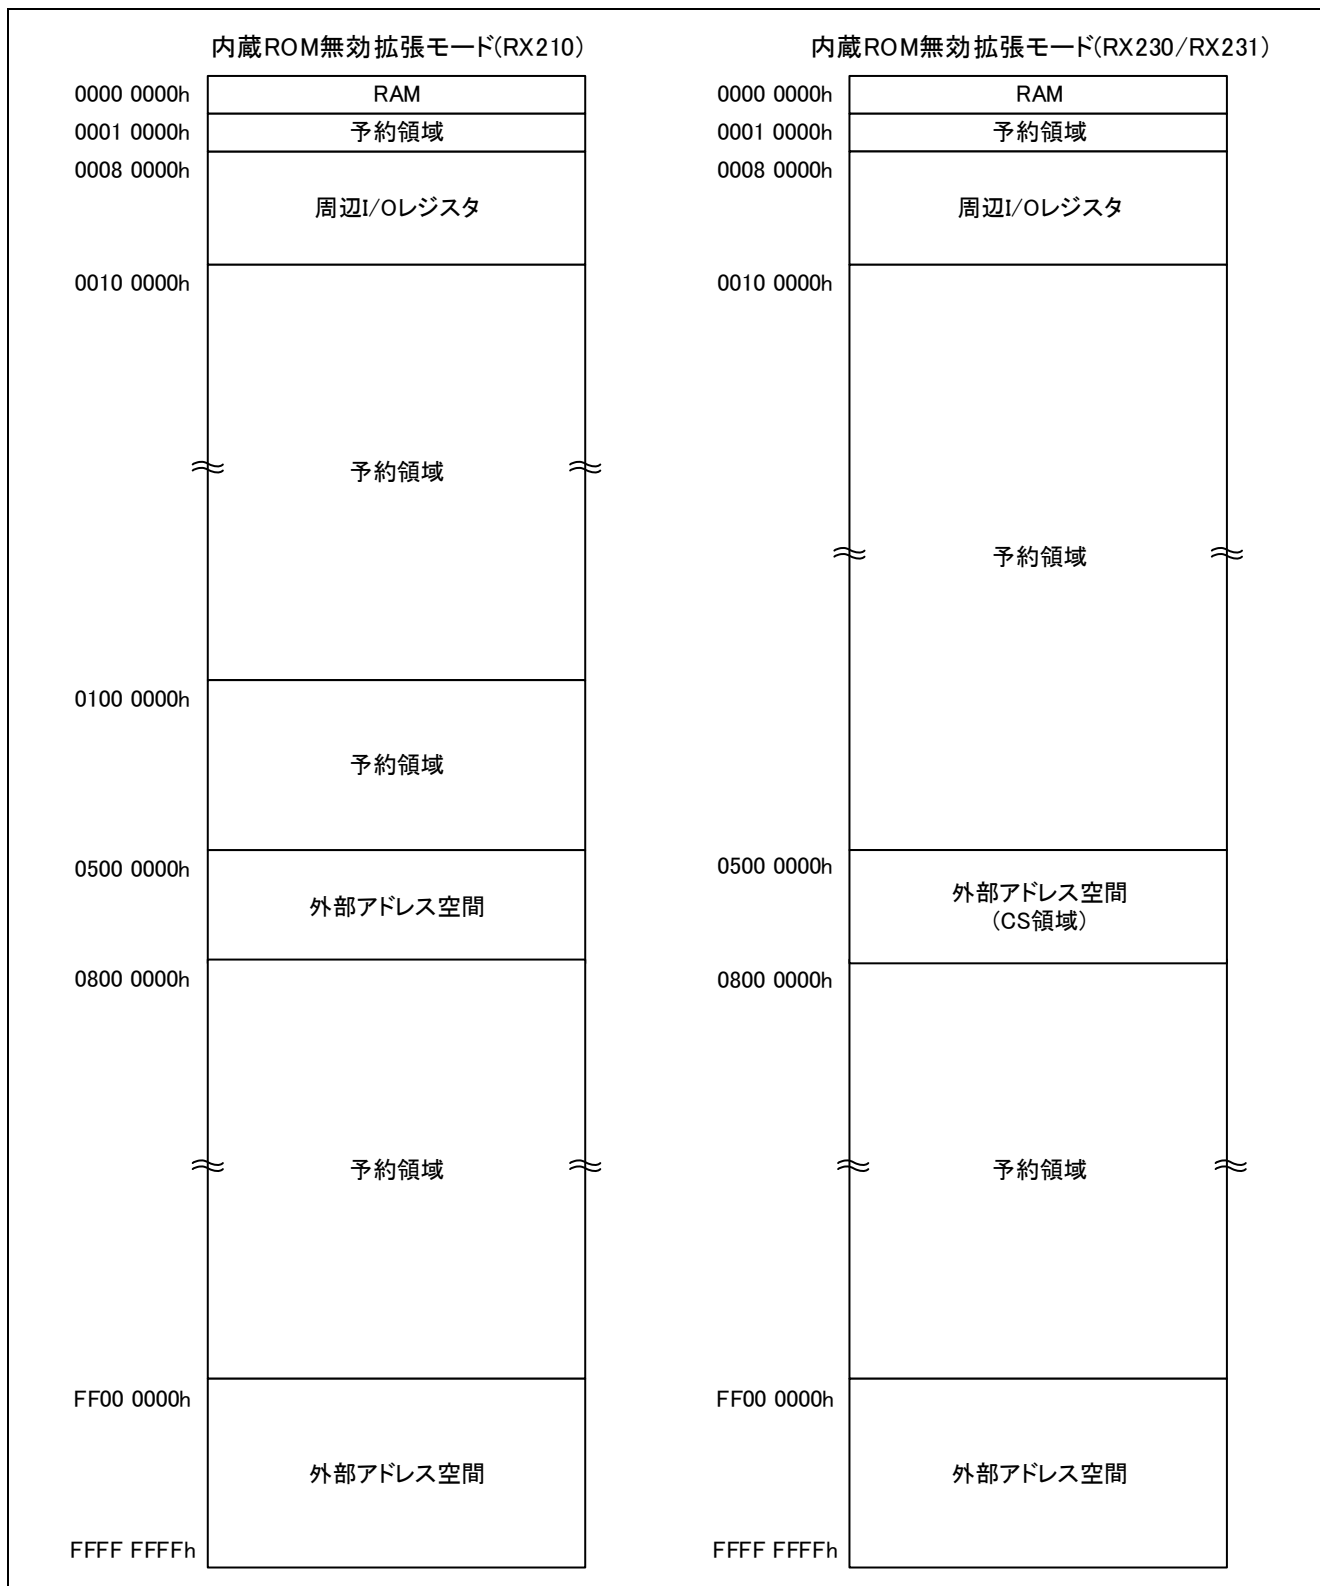 内蔵ROM無効拡張モード(RX210)
0000 0000h
RAM
0001 0000h
予約領域
0008 0000h
周辺I/Oレジスタ
0010 0000h
予約領域
0100 0000h
予約領域
0500 0000h
外部アドレス空間
0800 0000h
予約領域
FF00 0000h
外部アドレス空間
FFFF FFFFh
内蔵ROM無効拡張モード(RX230/RX231)
0000 0000h
RAM
0001 0000h
予約領域
0008 0000h
周辺I/Oレジスタ
0010 0000h
予約領域
0500 0000h
外部アドレス空間
(CS領域)
0800 0000h
予約領域
FF00 0000h
外部アドレス空間
FFFF FFFFh